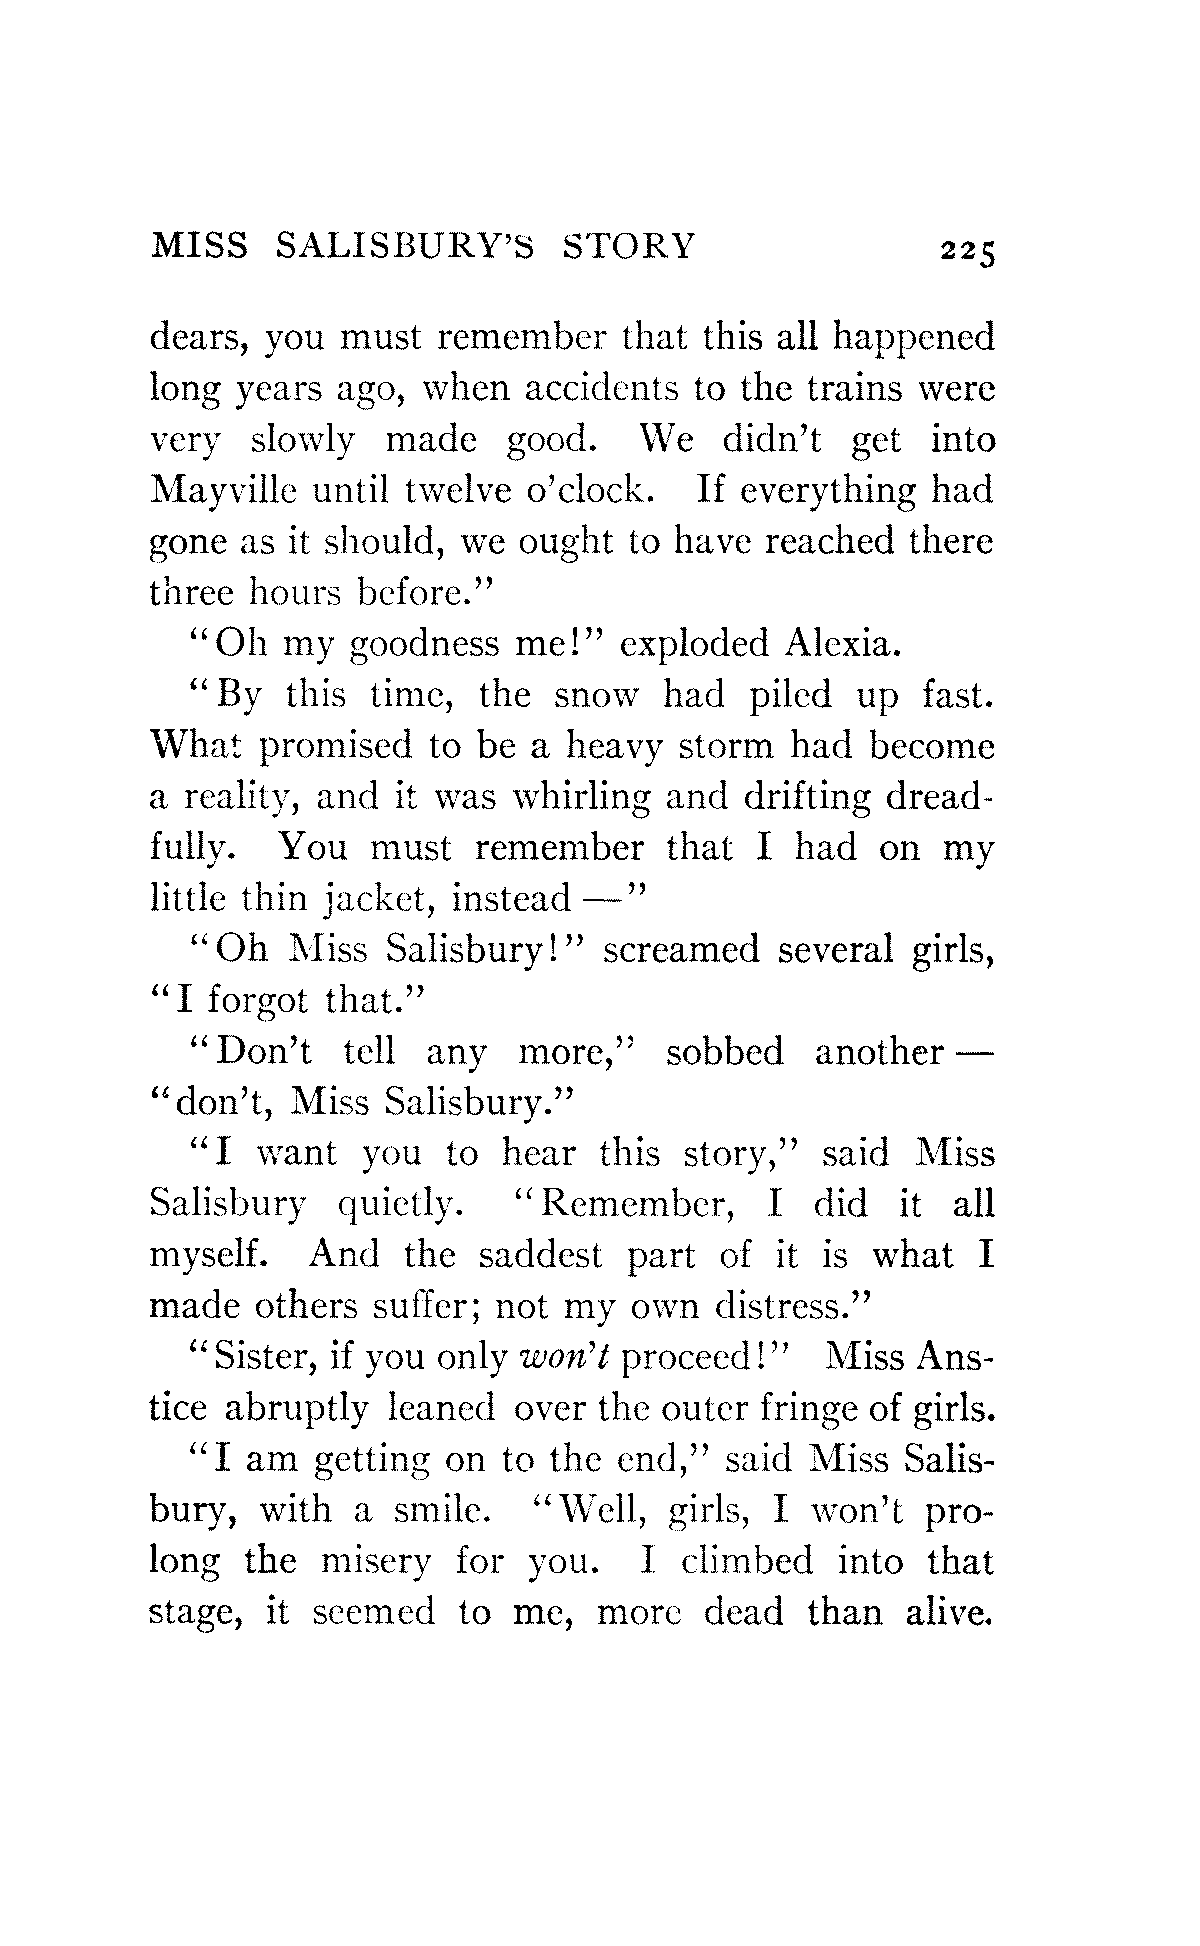 MISS SALISBURY'S STORY 225
dears, you must remember that this all happened
long years ago, when accidents to the trains were
very slowly made good. We didn't get into
Mayville until twelve o'clock. If everything had
gone as it should, we ought to have reached there
three hours before."
"Oh my goodness me!" exploded Alexia.
"By this time, the snow had piled up fast.
What promised to be a heavy storm had become
a reality, and it was whirling and drifting dread-
fully. You must remember that I had on my
little thin jacket, instead —"
"Oh Miss Salisbury!" screamed several girls,
"I forgot that."
"Don't tell any more," sobbed another —
"don't, Miss Salisbury."
"I want you to hear this story," said Miss
Salisbury quietly. "Remember, I did it all
myself. And the saddest part of it is what I
made others suffer; not my own distress."
"Sister, if you only won't proceed!" Miss Ans-
tice abruptly leaned over the outer fringe of girls.
"I am getting on to the end," said Miss Salis-
bury, with a smile. "Well, girls, I won't pro-
long the misery for you. I climbed into that
stage, it seemed to me, more dead than alive.